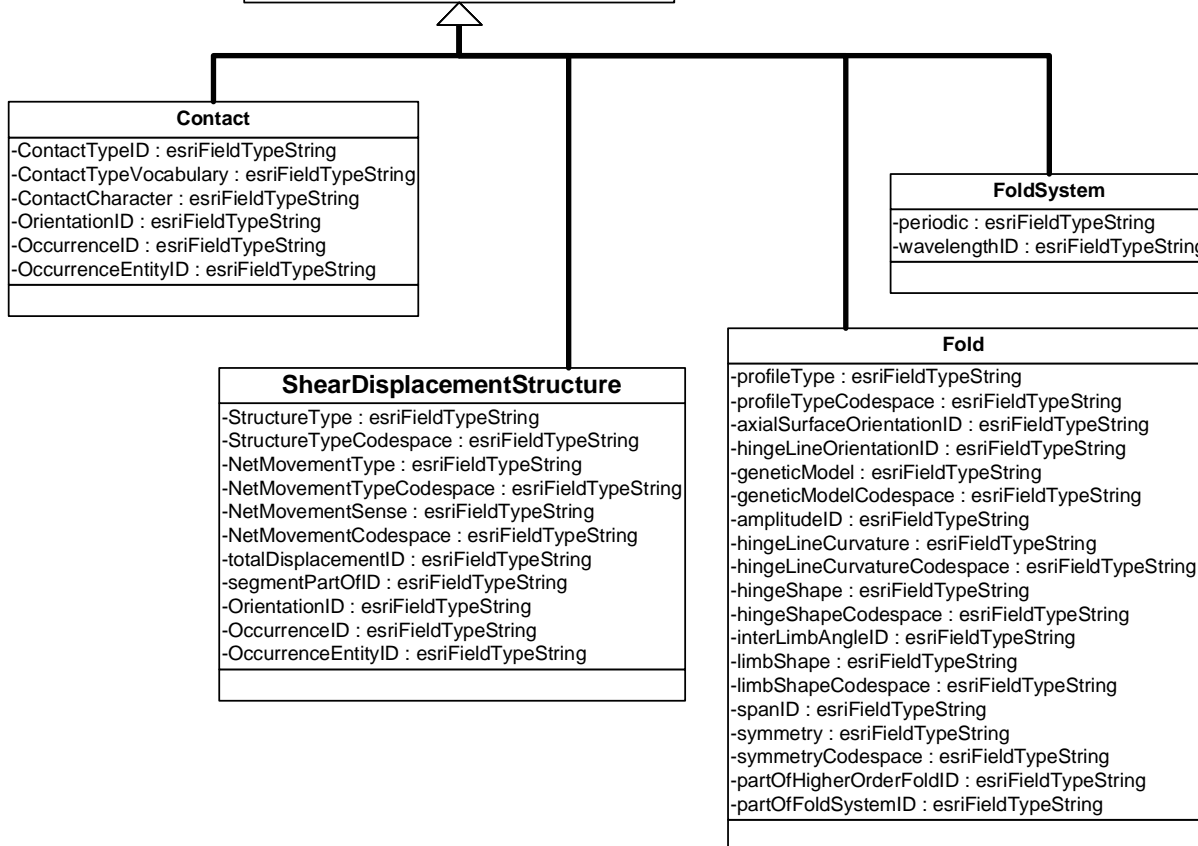 Contact
-ContactTypeID : esriFieldTypeString
-ContactTypeVocabulary : esriFieldTypeString
-ContactCharacter : esriFieldTypeString
-OrientationID : esriFieldTypeString
-OccurrenceID : esriFieldTypeString
-OccurrenceEntityID : esriFieldTypeString
FoldSystem
-periodic : esriFieldTypeString
-wavelengthID : esriFieldTypeString
ShearDisplacementStructure
-StructureType : esriFieldTypeString
-StructureTypeCodespace : esriFieldTypeString
-NetMovementType : esriFieldTypeString
-NetMovementTypeCodespace : esriFieldTypeString
-NetMovementSense : esriFieldTypeString
-NetMovementCodespace : esriFieldTypeString
-totalDisplacementID : esriFieldTypeString
-segmentPartOfID : esriFieldTypeString
-OrientationID : esriFieldTypeString
-OccurrenceID : esriFieldTypeString
-OccurrenceEntityID : esriFieldTypeString
Fold
-profileType : esriFieldTypeString
-profileTypeCodespace : esriFieldTypeString
-axialSurfaceOrientationID : esriFieldTypeString
-hingeLineOrientationID : esriFieldTypeString
-geneticModel : esriFieldTypeString
-geneticModelCodespace : esriFieldTypeString
-amplitudeID : esriFieldTypeString
-hingeLineCurvature : esriFieldTypeString
-hingeLineCurvatureCodespace : esriFieldTypeString
-hingeShape : esriFieldTypeString
-hingeShapeCodespace : esriFieldTypeString
-interLimbAngleID : esriFieldTypeString
-limbShape : esriFieldTypeString
-limbShapeCodespace : esriFieldTypeString
-spanID : esriFieldTypeString
-symmetry : esriFieldTypeString
-symmetryCodespace : esriFieldTypeString
-partOfHigherOrderFoldID : esriFieldTypeString
-partOfFoldSystemID : esriFieldTypeString